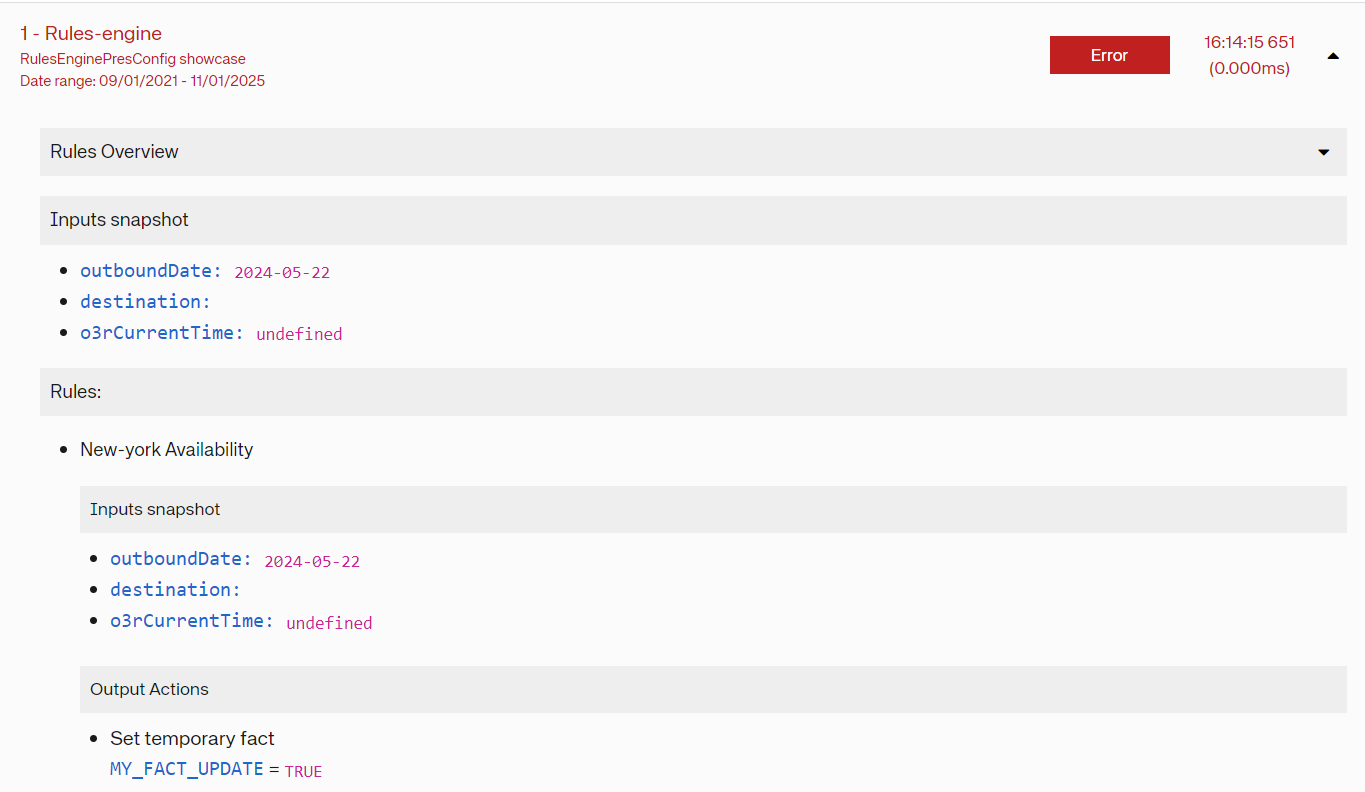 1 - Rules-engine
RulesEnginePresConfig showcase
Date range: 09/01/2021 - 11/01/2025
Error
16:14:15 651
(0.000ms)
Rules Overview
Inputs snapshot
outboundDate: 2024-05-22
destination:
o3rCurrentTime: undefined
Rules:
New-york Availability
Inputs snapshot
outboundDate: 2024-05-22
destination:
o3rCurrentTime: undefined
Output Actions
Set temporary fact
MY_FACT_UPDATE = TRUE